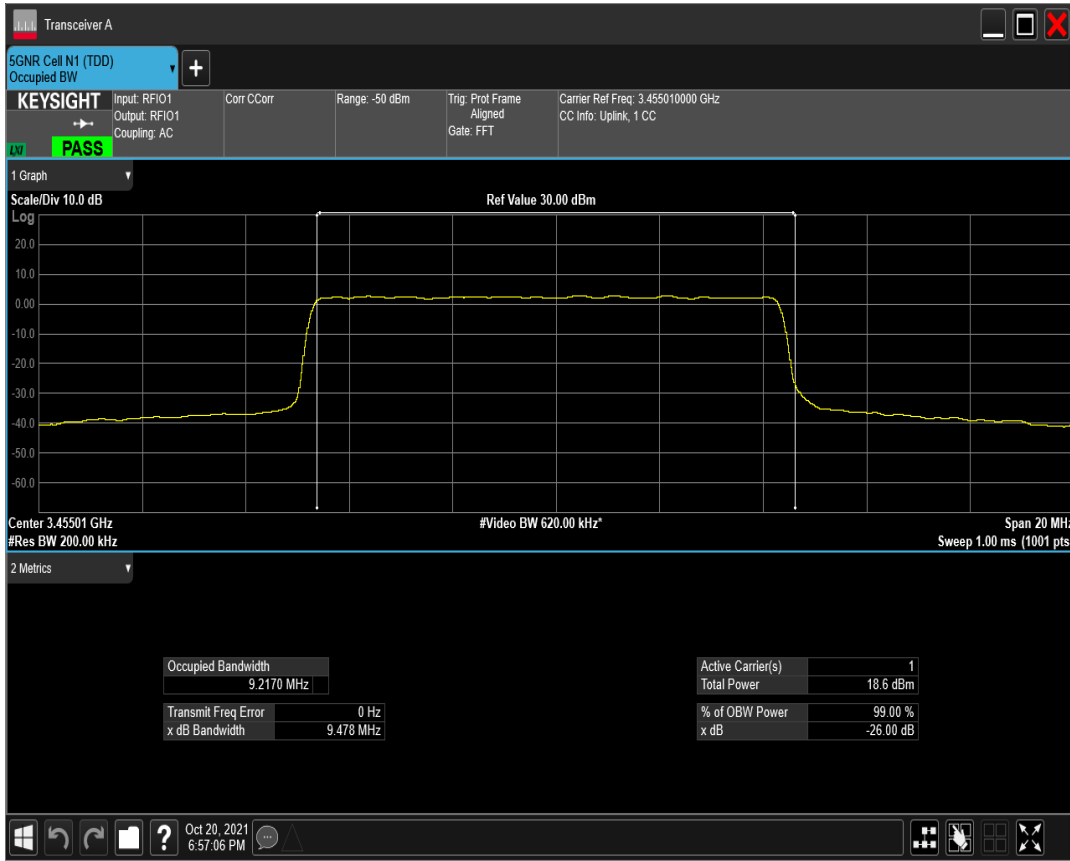 Transceiver A
5GNR Cell N1 (TDD)
Occupied BW
+
KEYSIGHT
LXI
PASS
Input: RFIO1
Output: RFIO1
Coupling: AC
Corr CCorr
Range: -50 dBm
Trig: Prot Frame
Aligned
Gate: FFT
Carrier Ref Freq: 3.455010000 GHz
CC Info: Uplink, 1 CC
1 Graph
Scale/Div 10.0 dB
Ref Value 30.00 dBm
Log
20.0
10.0
0.00
-10.0
-20.0
-30.0
-40.0
-50.0
-60.0
Center 3.45501 GHz
#Video BW 620.00 kHz*
Span 20 MHz
#Res BW 200.00 kHz
Sweep 1.00 ms (1001 pts
2 Metrics
Occupied Bandwidth
9.2170 MHz
Transmit Freq Error 0 Hz
x dB Bandwidth 9.478 MHz
Active Carrier(s) 1
Total Power 18.6 dBm
% of OBW Power 99.00 %
x dB -26.00 dB
?
Oct 20, 2021
6:57:06 PM